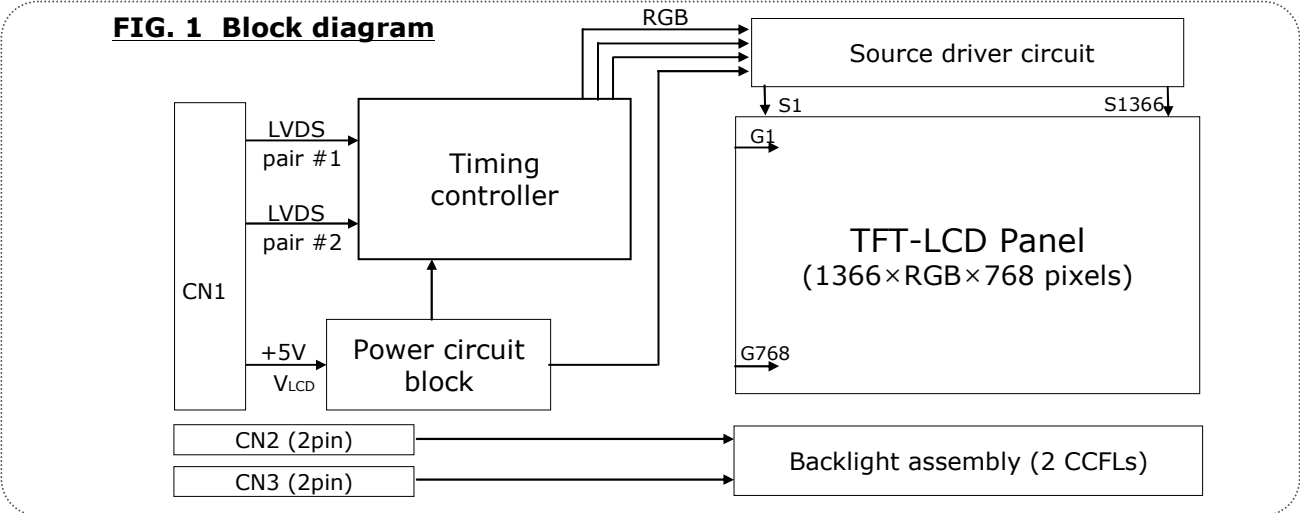 FIG. 1 Block diagram
RGB
Source driver circuit
S1
S1366
LVDS
pair #1
Timing
controller
G1
LVDS
pair #2
TFT-LCD Panel
(1366×RGB×768 pixels)
CN1
+5V
VLCD
Power circuit
block
G768
CN2 (2pin)
CN3 (2pin)
Backlight assembly (2 CCFLs)